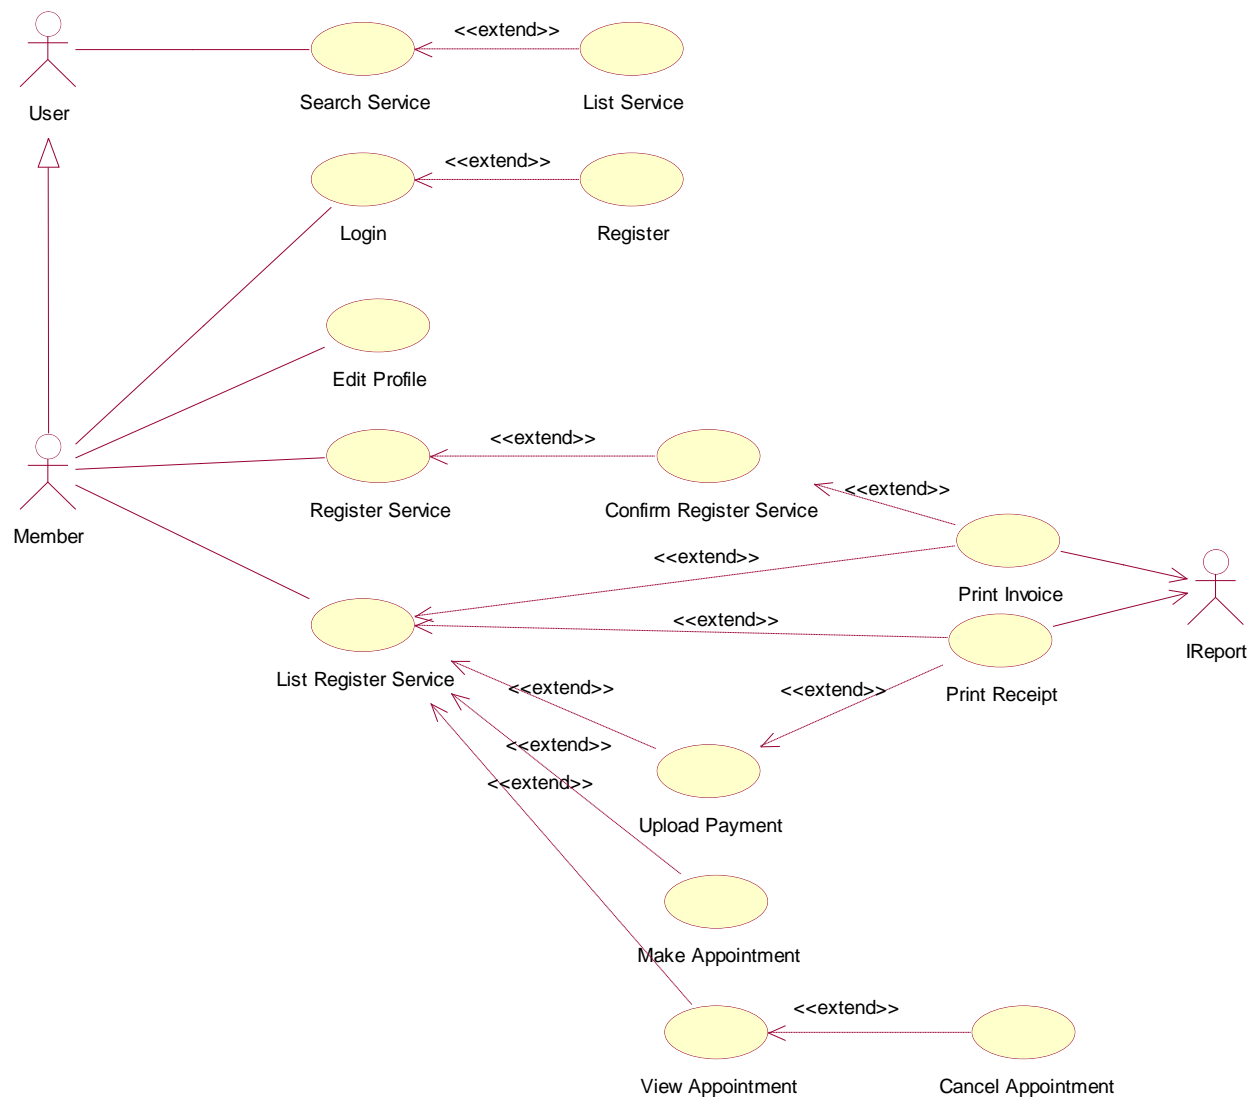 <<extend>>
User
Search Service
List Service
<<extend>>
Login
Register
Edit Profile
<<extend>>
Member
Register Service
Confirm Register Service
<<extend>>
<<extend>>
Print Invoice
<<extend>>
IReport
List Register Service
<<extend>>
<<extend>>
Print Receipt
<<extend>>
<<extend>>
Upload Payment
Make Appointment
<<extend>>
View Appointment
Cancel Appointment